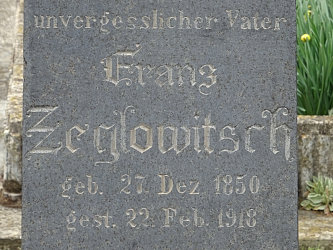 unvergesslicher Vater
Franz
Zeglowitsch
geb. 27. Dez. 1850
gest. 22. Feb. 1918